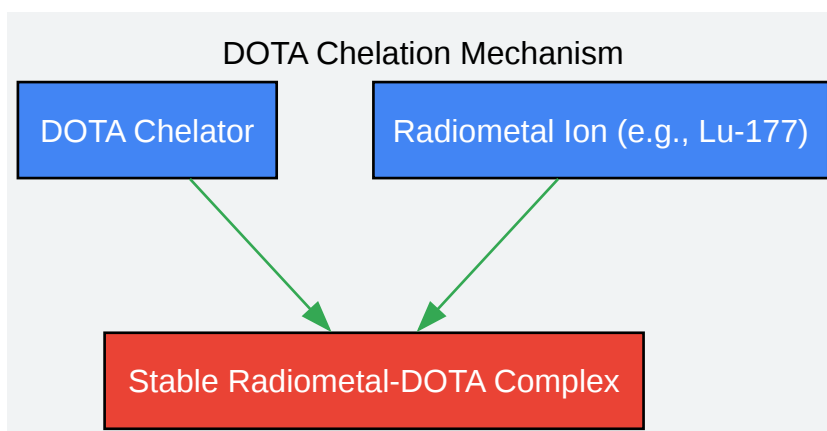 DOTA Chelation Mechanism
DOTA Chelator
Radiometal Ion (e.g., Lu-177)
Stable Radiometal-DOTA Complex